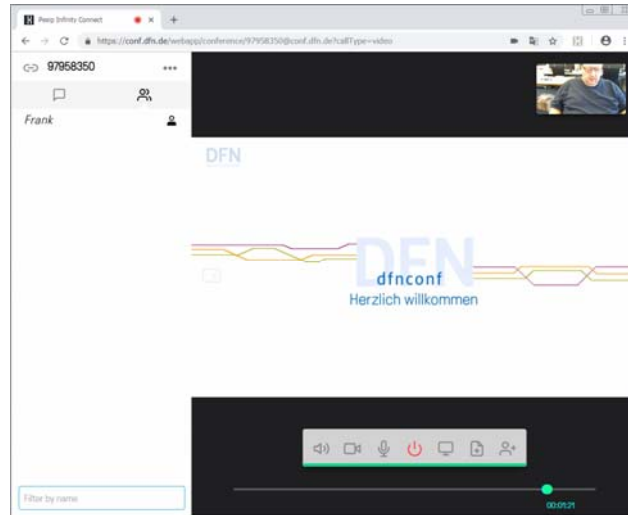 Pexip Infinity Connect
https://conf.dfn.de/webapp/conference/97958350@conf.dfn.de?callType=video
97958350
Frank
DFN
DFN
dfnconf
Herzlich willkommen
Filter by name
00:01:21